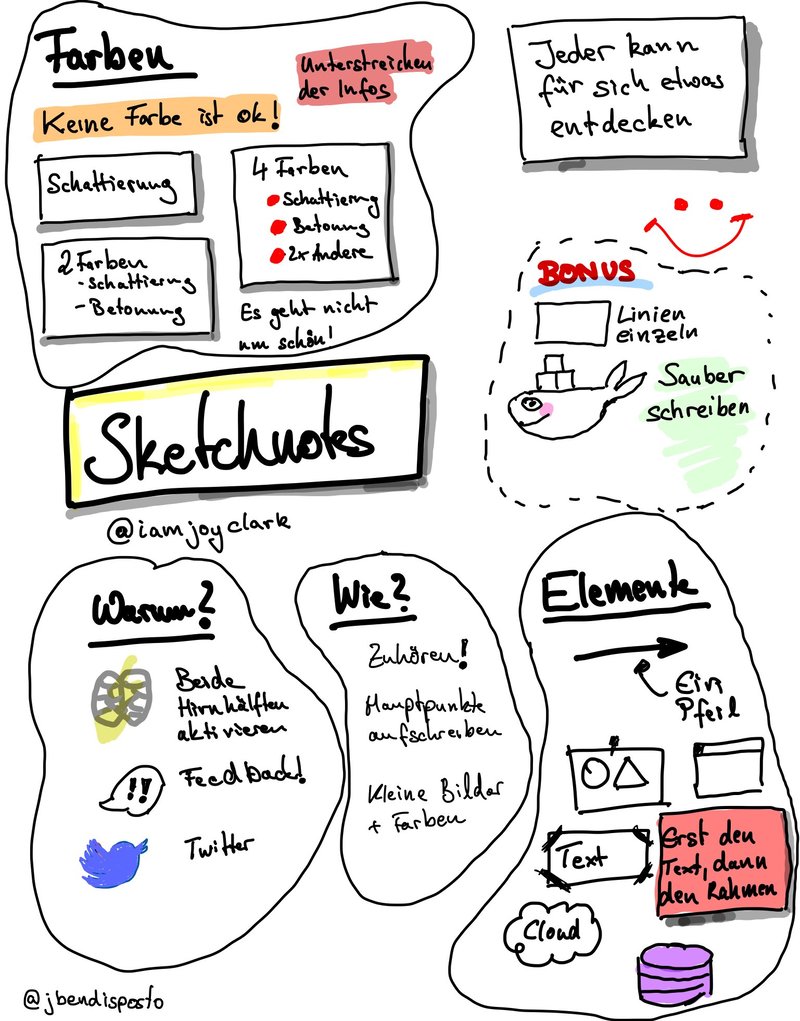 Farben
Unterstreichen
der Infos
Keine Farbe ist ok!
Schattierung
4 Farben
Schattierung
Betonung
2x Andere
2 Farben
- Schattierung
- Betonung
Es geht nicht
um schön!
Jeder kann
für sich etwas
entdecken
BONUS
Linien
einzeln
Sauber
schreiben
Sketchnotes
@iamjoyclark
Warum?
Beide
Hirnhälften
aktivieren
!!
Feedback!
Twitter
Wie?
Zuhören!
Hauptpunkte
aufschreiben
Kleine Bilder
+ Farben
Elemente
Ein
Pfeil
Text
Erst den
Text, dann
den Rahmen
Cloud
@jbendisposto